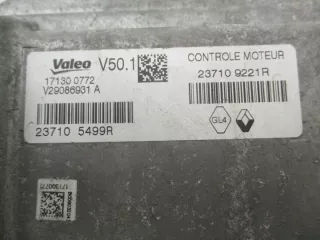 Valeo V50.1
CONTROLE MOTEUR
17130 0772
23710 9221R
V29086931 A
23710 5499R
GL4